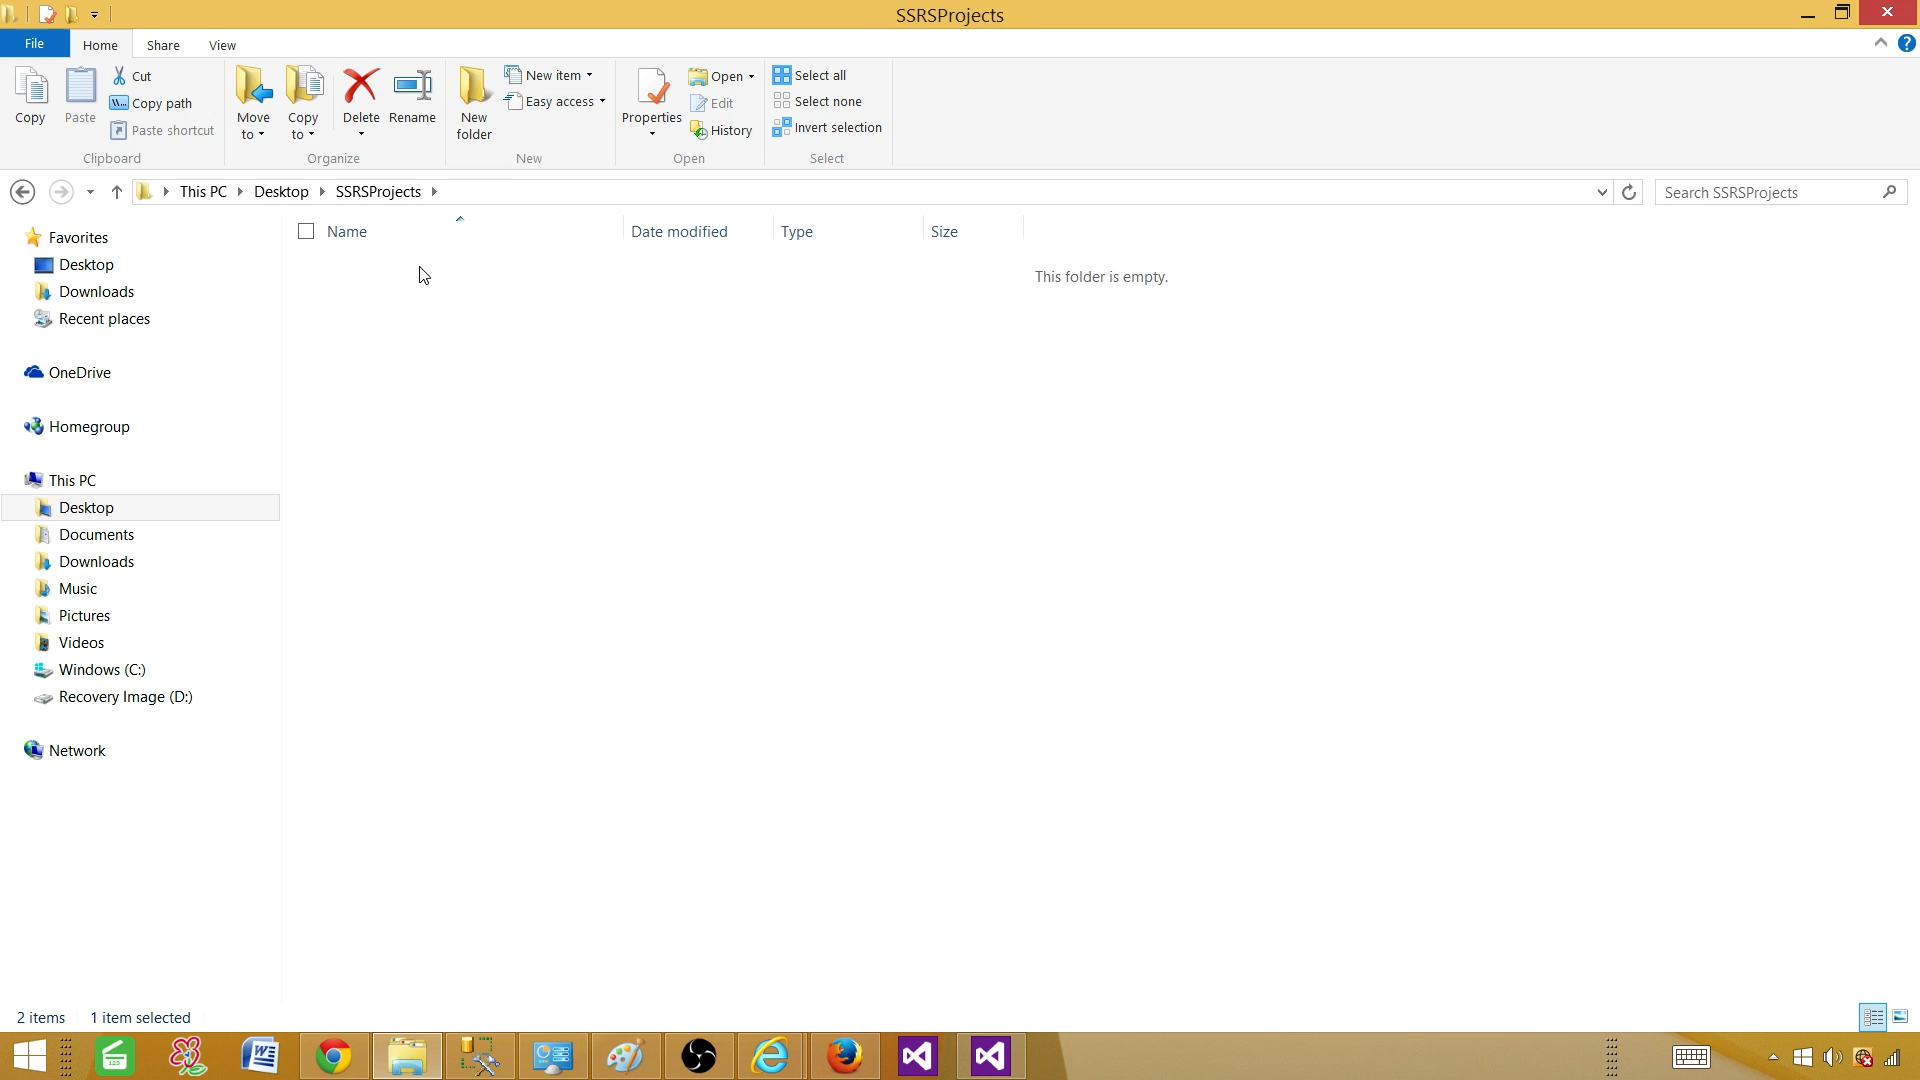 SSRSProjects
File Home Share View
Copy
Paste
Cut
Copy path
Paste shortcut
Clipboard
Move to
Copy to
Delete
Rename
Organize
New folder
New item
Easy access
New
Properties
Open
Edit
History
Open
Select all
Select none
Invert selection
Select
This PC Desktop SSRSProjects
Search SSRSProjects
Name Date modified Type Size
This folder is empty.
Favorites
Desktop
Downloads
Recent places
OneDrive
Homegroup
This PC
Desktop
Documents
Downloads
Music
Pictures
Videos
Windows (C:)
Recovery Image (D:)
Network
2 items 1 item selected